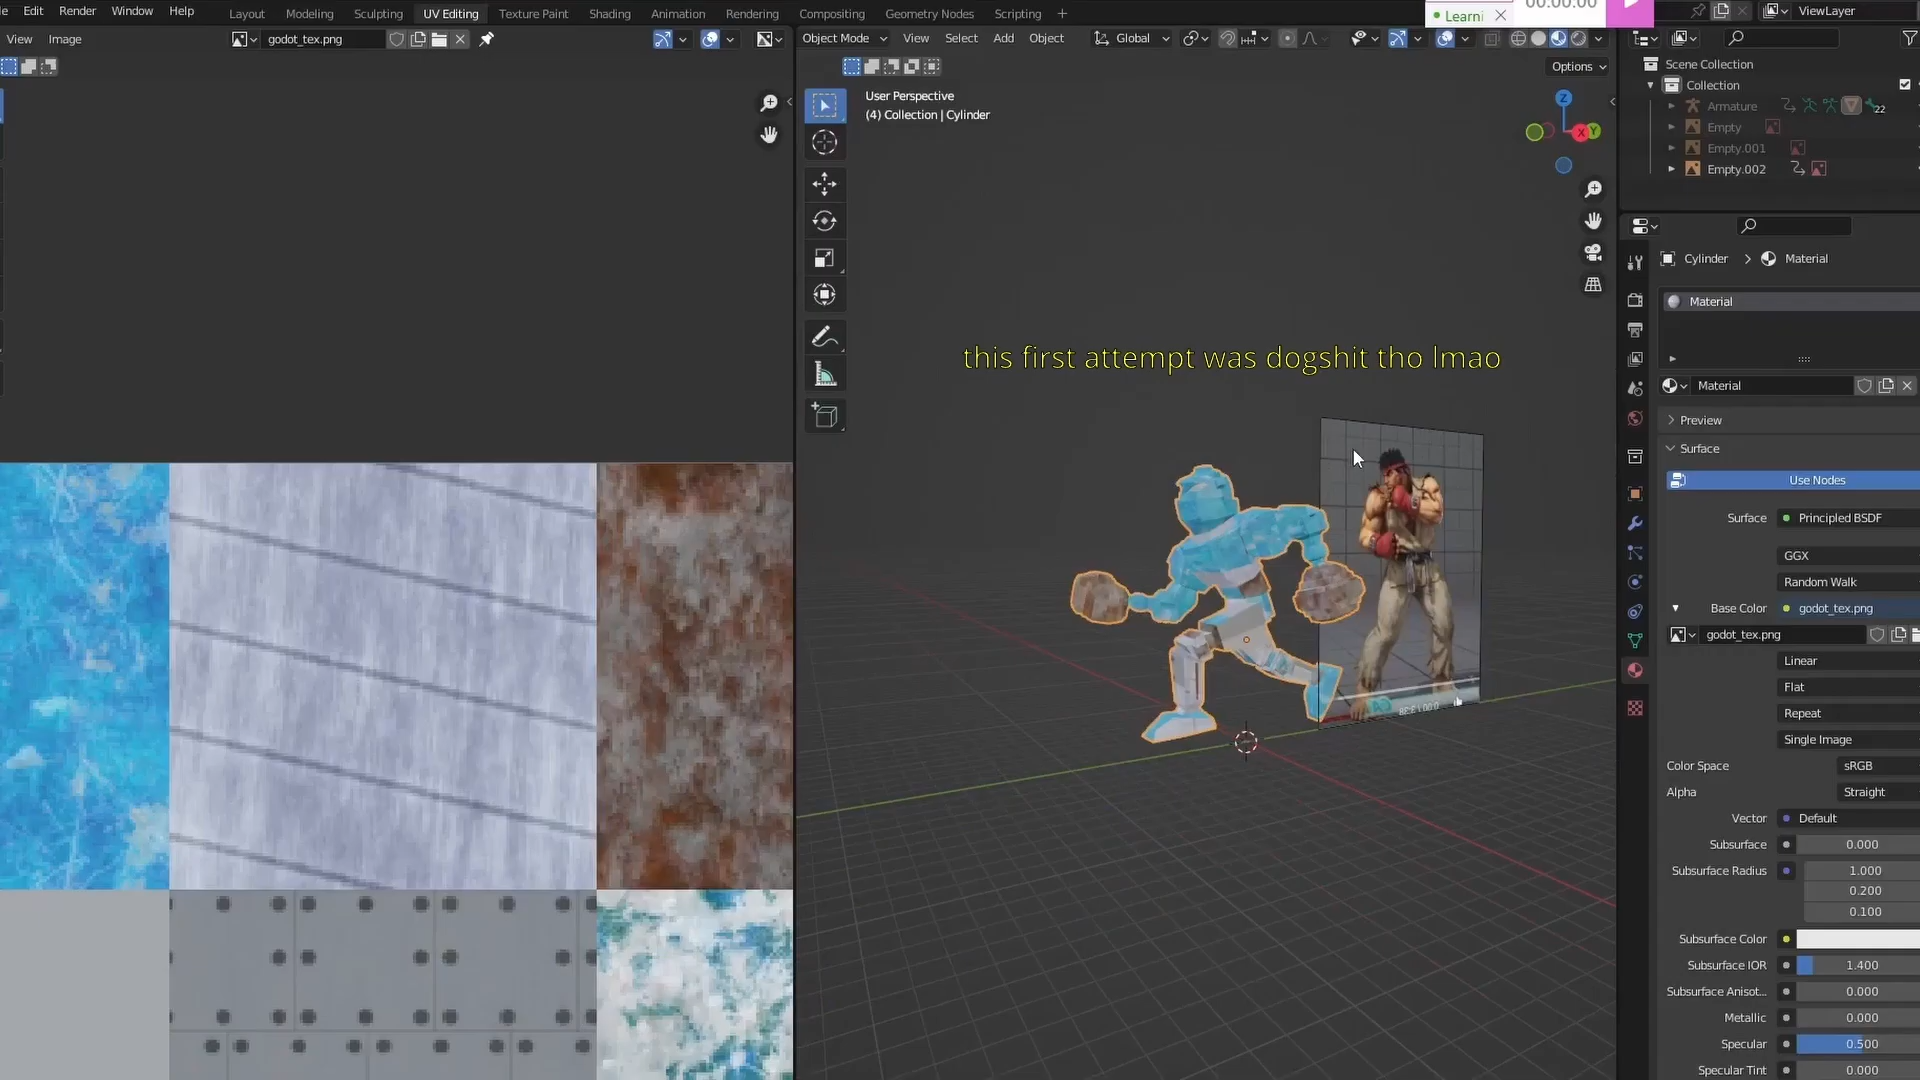 Edit Render Window Help
Layout Modeling Sculpting UV Editing Texture Paint Shading Animation Rendering Compositing Geometry Nodes Scripting +
Learni
00:00:00
ViewLayer
View Image godot_tex.png
Object Mode View Select Add Object Global
Options
User Perspective
(4) Collection | Cylinder
Z
X
Y
this first attempt was dogshit tho lmao
Scene Collection
Collection
Armature 22
Empty
Empty.001
Empty.002
Cylinder > Material
Material
Material
Preview
Surface
Use Nodes
Surface Principled BSDF
GGX
Random Walk
Base Color godot_tex.png
godot_tex.png
Linear
Flat
Repeat
Single Image
Color Space sRGB
Alpha Straight
Vector Default
Subsurface 0.000
Subsurface Radius 1.000
0.200
0.100
Subsurface Color
Subsurface IOR 1.400
Subsurface Anisot... 0.000
Metallic 0.000
Specular 0.500
Specular Tint 0.000